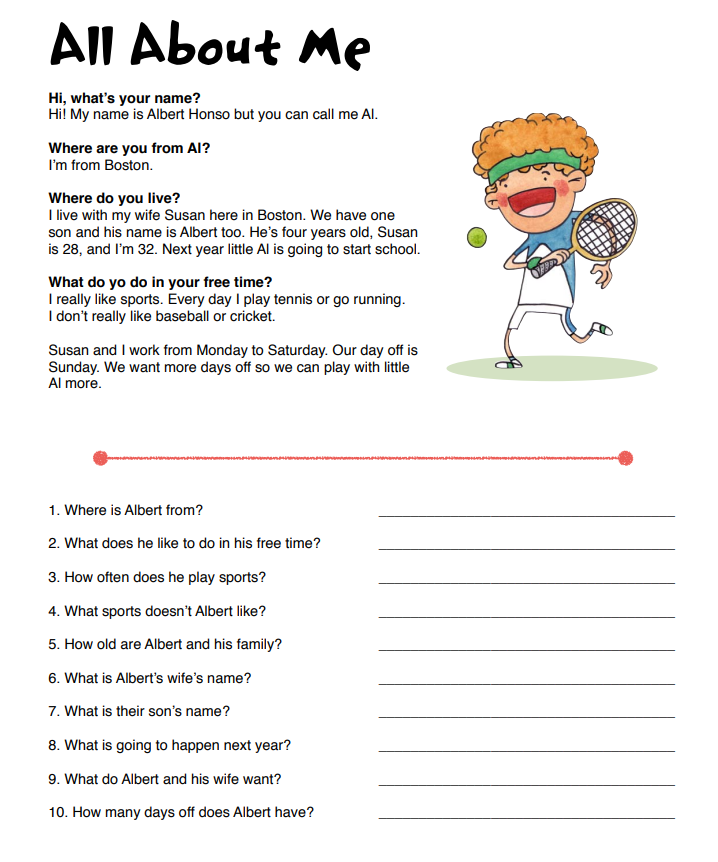 All About Me
Hi, what's your name?
Hi! My name is Albert Honso but you can call me Al.
Where are you from Al?
I'm from Boston.
Where do you live?
I live with my wife Susan here in Boston. We have one
son and his name is Albert too. He's four years old, Susan
is 28, and I'm 32. Next year little Al is going to start school.
What do yo do in your free time?
I really like sports. Every day I play tennis or go running.
I don't really like baseball or cricket.
Susan and I work from Monday to Saturday. Our day off is
Sunday. We want more days off so we can play with little
Al more.
1. Where is Albert from?
2. What does he like to do in his free time?
3. How often does he play sports?
4. What sports doesn't Albert like?
5. How old are Albert and his family?
6. What is Albert's wife's name?
7. What is their son's name?
8. What is going to happen next year?
9. What do Albert and his wife want?
10. How many days off does Albert have?